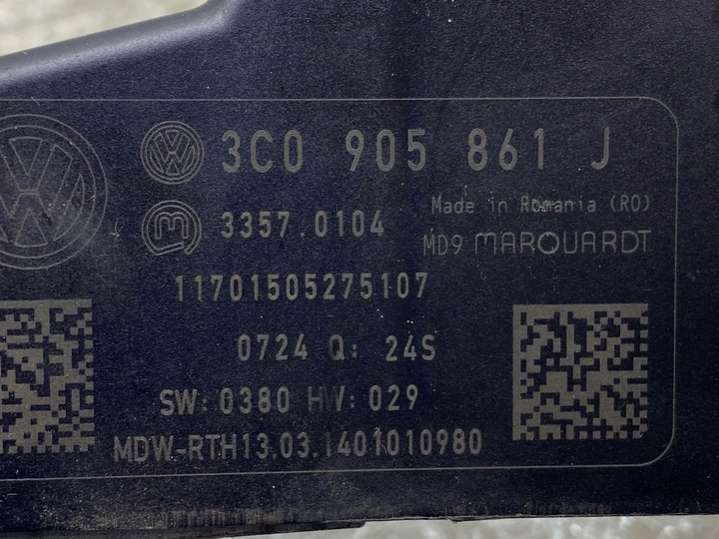 3C0 905 861 J
3357.0104
Made in Romania (RO)
MD9 MARQUARDT
11701505275107
0724 Q: 24S
SW:0380 HW:029
MDW-RTH13.03.1401010980